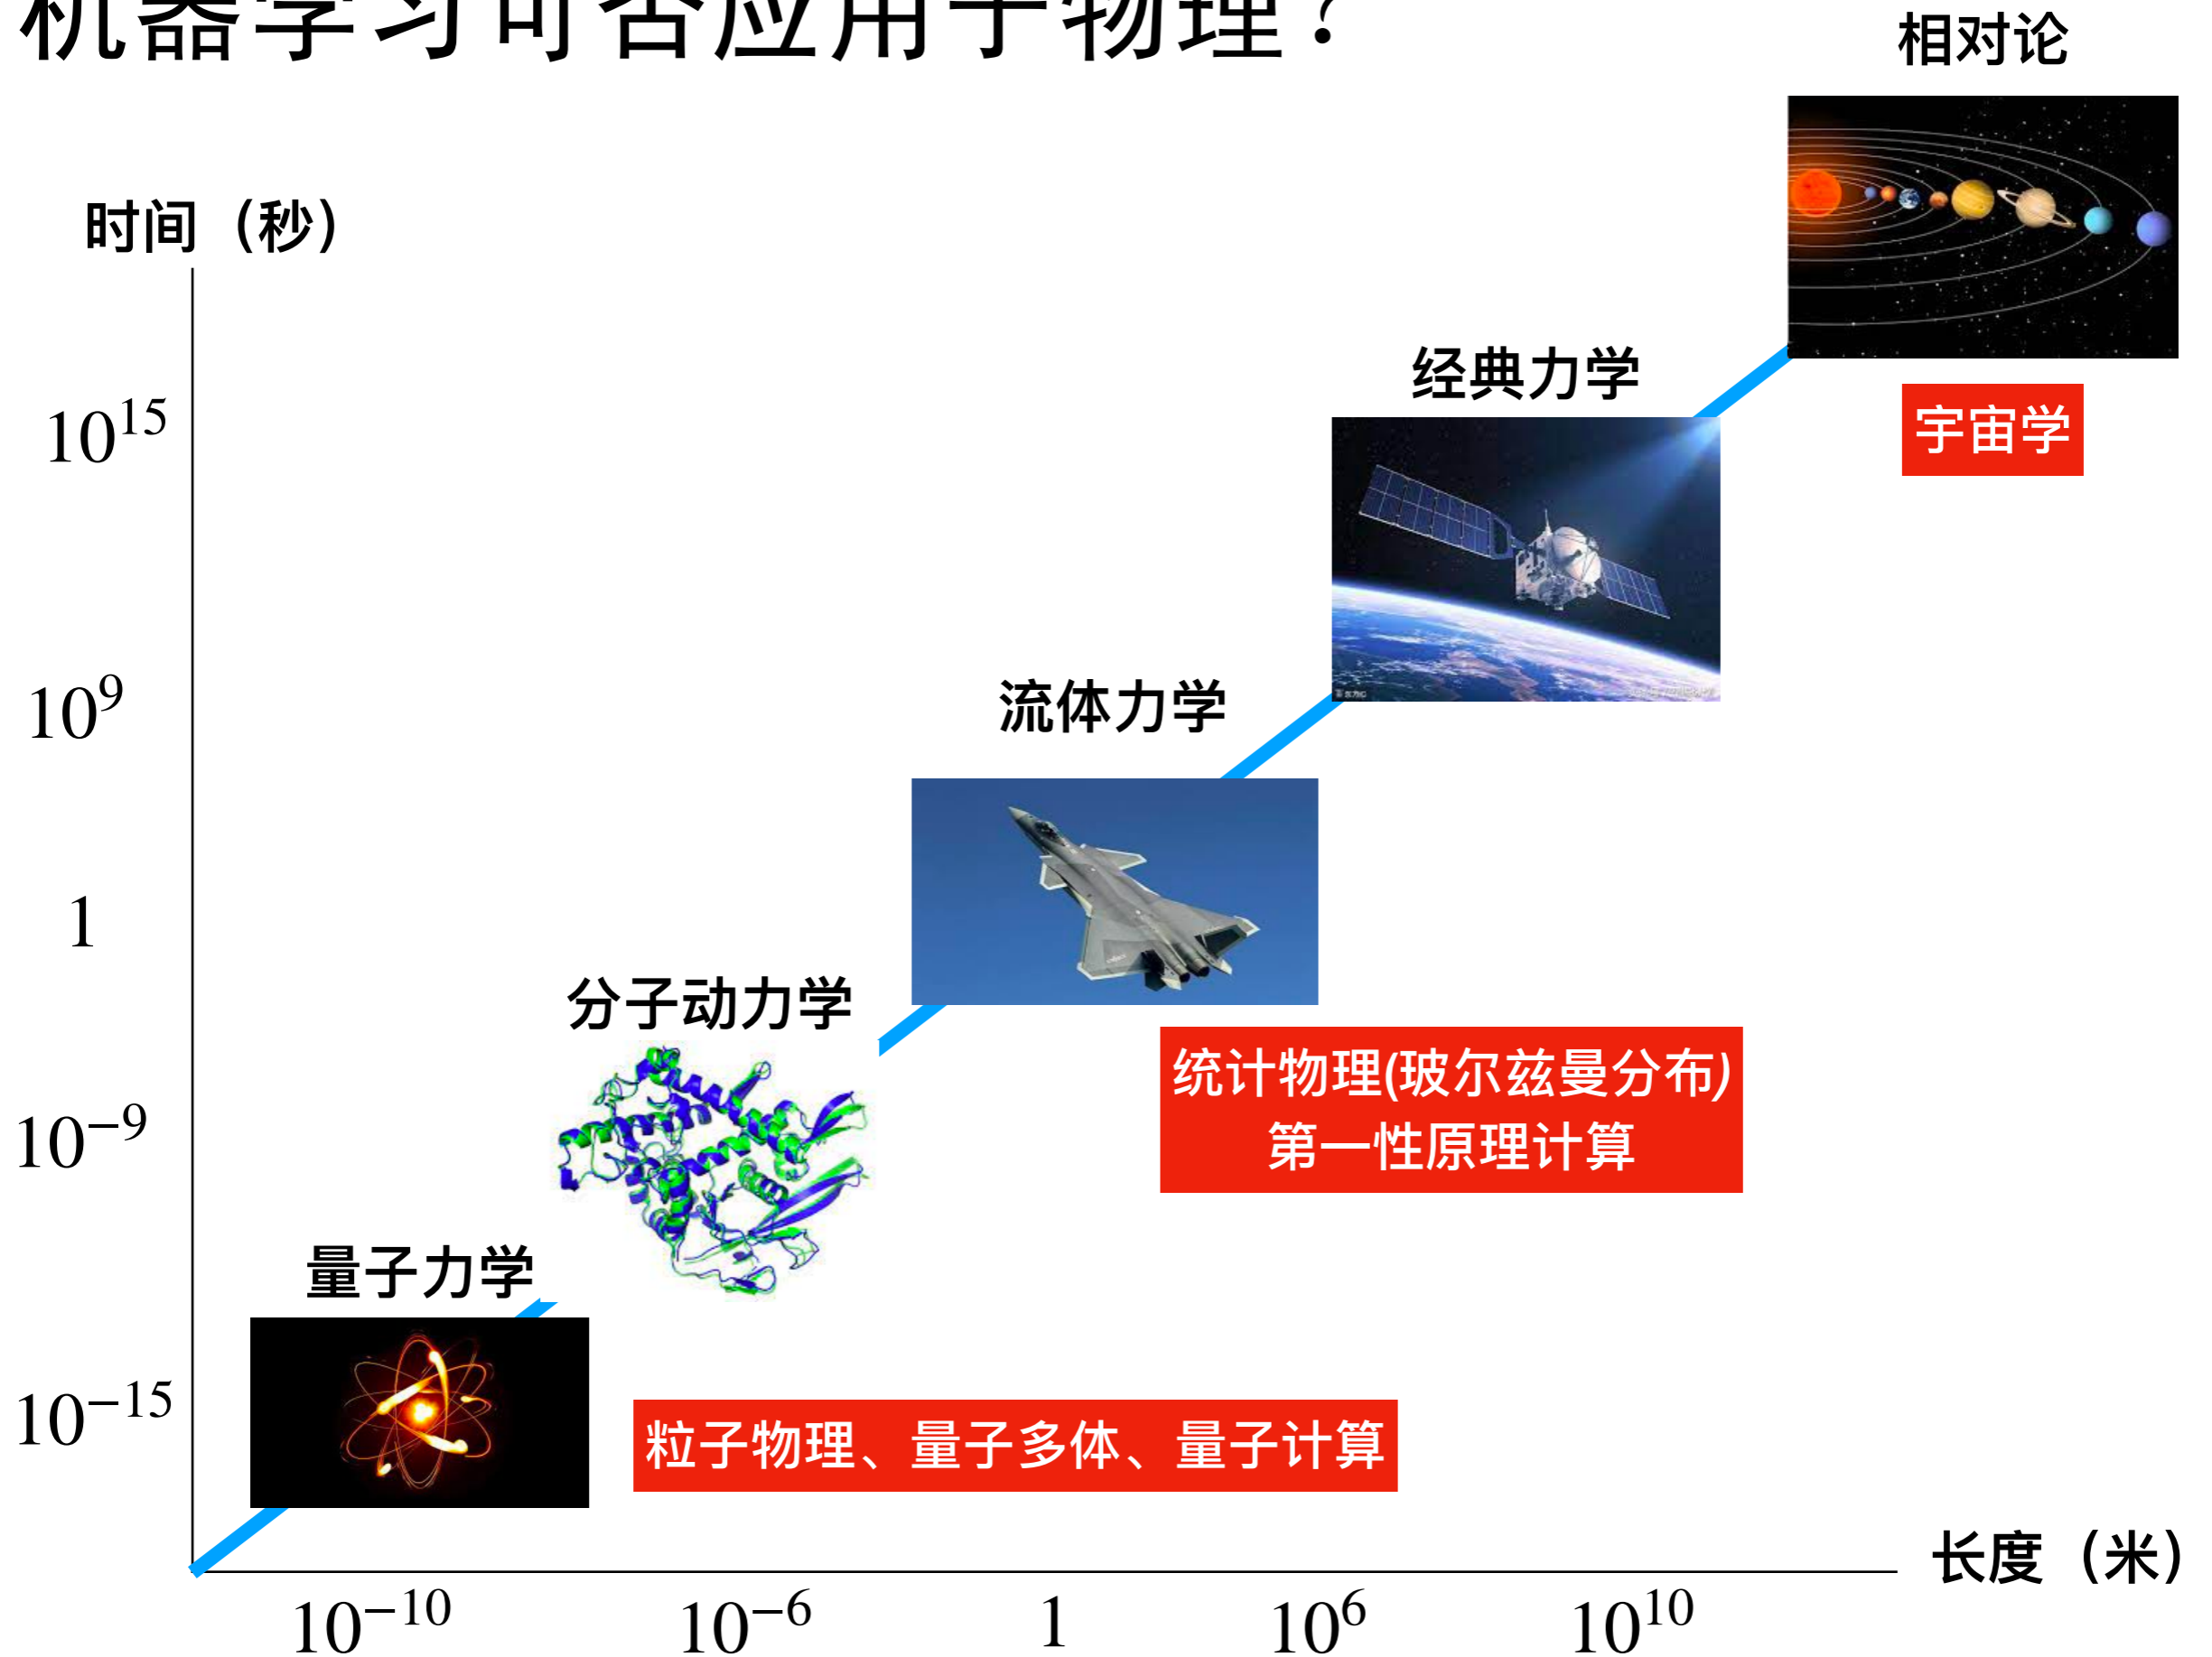 机器学习可否应用于物理？
相对论
时间（秒）
宇宙学
经典力学
10¹⁵
流体力学
10⁹
1
分子动力学
统计物理(玻尔兹曼分布)
第一性原理计算
10⁻⁹
量子力学
10⁻¹⁵
粒子物理、量子多体、量子计算
长度（米）
10⁻¹⁰
10⁻⁶
1
10⁶
10¹⁰